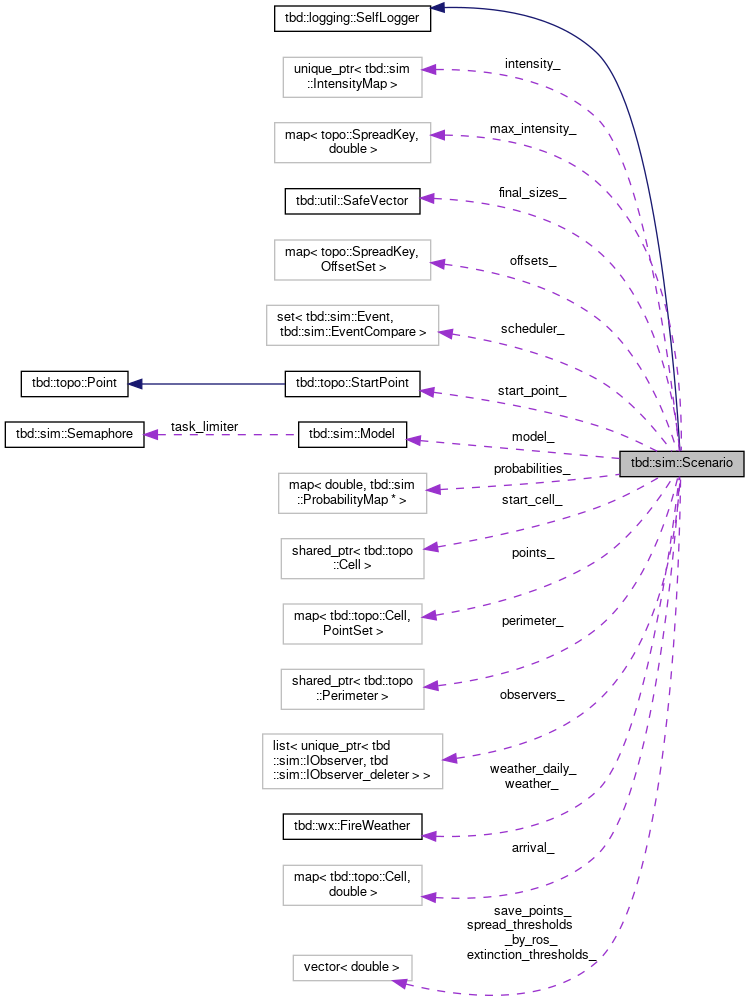 tbd::logging::SelfLogger
intensity_
unique_ptr< tbd::sim
::IntensityMap >
max_intensity_
map< topo::SpreadKey,
double >
final_sizes_
tbd::util::SafeVector
offsets_
map< topo::SpreadKey,
OffsetSet >
scheduler_
set< tbd::sim::Event,
tbd::sim::EventCompare >
tbd::topo::Point
tbd::topo::StartPoint
start_point_
tbd::sim::Semaphore
task_limiter
tbd::sim::Model
model_
tbd::sim::Scenario
probabilities_
map< double, tbd::sim
::ProbabilityMap * >
start_cell_
shared_ptr< tbd::topo
::Cell >
points_
map< tbd::topo::Cell,
PointSet >
perimeter_
shared_ptr< tbd::topo
::Perimeter >
observers_
list< unique_ptr< tbd
::sim::IObserver, tbd
::sim::IObserver_deleter > >
weather_daily_
weather_
tbd::wx::FireWeather
arrival_
map< tbd::topo::Cell,
double >
save_points_
spread_thresholds
_by_ros_
extinction_thresholds_
vector< double >